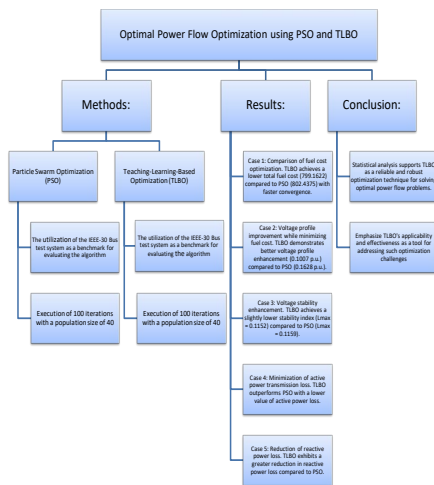 Optimal Power Flow Optimization using PSO and TLBO
Methods:
Particle Swarm Optimization
(PSO)
The utilization of the IEEE-30 Bus
test system as a benchmark for
evaluating the algorithm
Execution of 100 iterations
with a population size of 40
Teaching-Learning-Based
Optimization (TLBO)
The utilization of the IEEE-30 Bus
test system as a benchmark for
evaluating the algorithm
Execution of 100 iterations
with a population size of 40
Results:
Case 1: Comparison of fuel cost
optimization. TLBO achieves a
lower total fuel cost (799.1622)
compared to PSO (802.4375) with
faster convergence.
Case 2: Voltage profile
improvement while minimizing
fuel cost. TLBO demonstrates
better voltage profile
enhancement (0.1007 p.u.)
compared to PSO (0.1628 p.u.).
Case 3: Voltage stability
enhancement. TLBO achieves a
slightly lower stability index (Lmax
= 0.1152) compared to PSO (Lmax
= 0.1159).
Case 4: Minimization of active
power transmission loss. TLBO
outperforms PSO with a lower
value of active power loss.
Case 5: Reduction of reactive
power loss. TLBO exhibits a
greater reduction in reactive
power loss compared to PSO.
Conclusion:
Statistical analysis supports TLBO
as a reliable and robust
optimization technique for solving
optimal power flow problems.
Emphasize TLBO's applicability
and effectiveness as a tool for
addressing such optimization
challenges